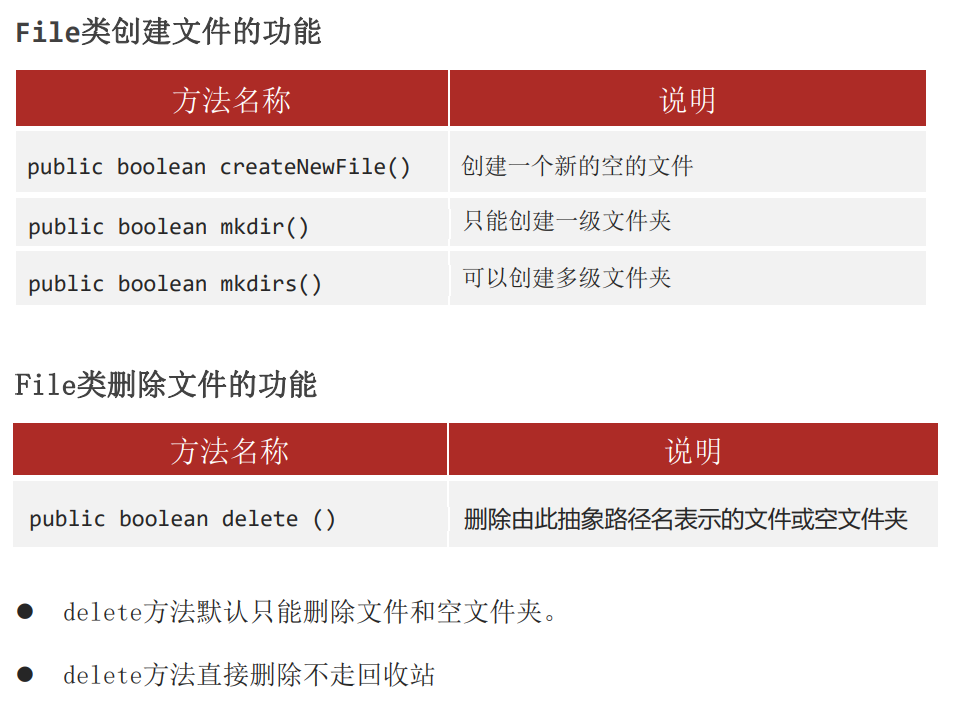 File类创建文件的功能
方法名称 说明
public boolean createNewFile() 创建一个新的空的文件
public boolean mkdir() 只能创建一级文件夹
public boolean mkdirs() 可以创建多级文件夹
File类删除文件的功能
方法名称 说明
public boolean delete () 删除由此抽象路径名表示的文件或空文件夹
● delete方法默认只能删除文件和空文件夹。
● delete方法直接删除不走回收站